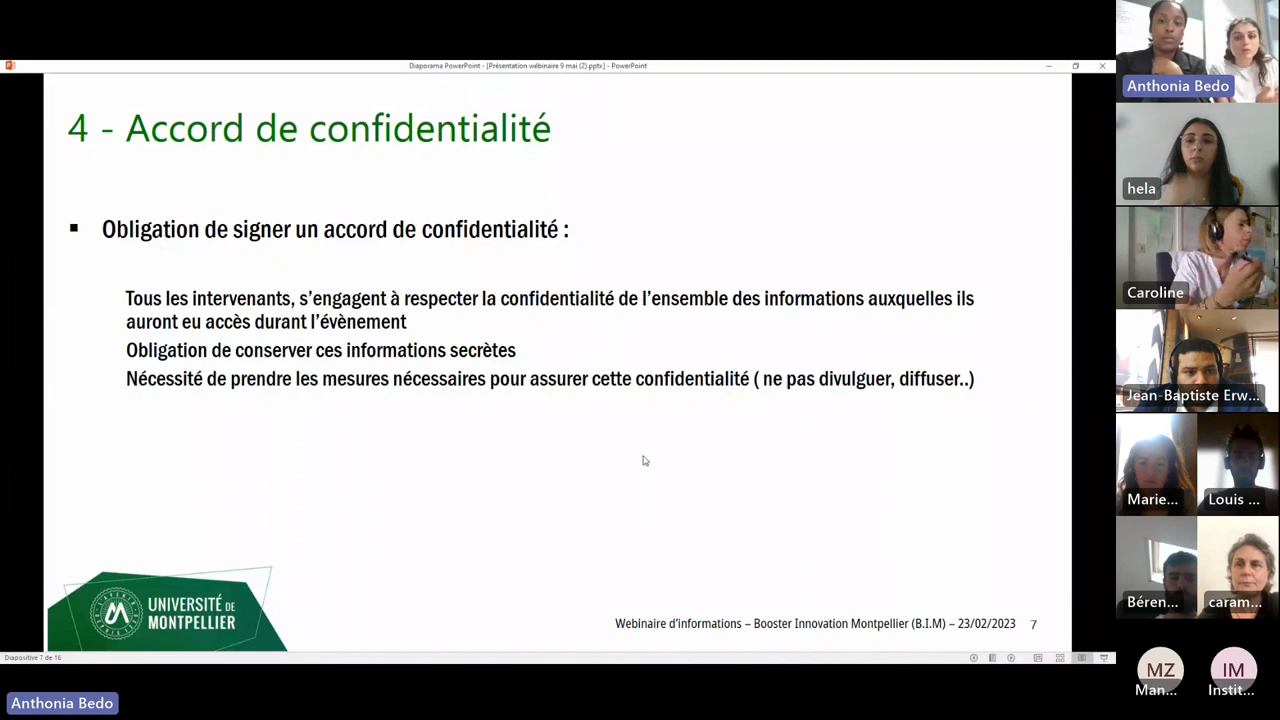 Diaporama PowerPoint - [Présentation wébinaire 9 mai (2).pptx] - PowerPoint
4 - Accord de confidentialité
▪ Obligation de signer un accord de confidentialité :
Tous les intervenants, s’engagent à respecter la confidentialité de l’ensemble des informations auxquelles ils
auront eu accès durant l’évènement
Obligation de conserver ces informations secrètes
Nécessité de prendre les mesures nécessaires pour assurer cette confidentialité ( ne pas divulguer, diffuser..)
UNIVERSITÉ DE
MONTPELLIER
Webinaire d’informations – Booster Innovation Montpellier (B.I.M) – 23/02/2023 7
Diapositive 7 de 16
Anthonia Bedo
Anthonia Bedo
hela
Caroline
Jean-Baptiste Erw...
Marie...
Louis ...
Béren...
caram...
MZ
Man...
IM
Instit...